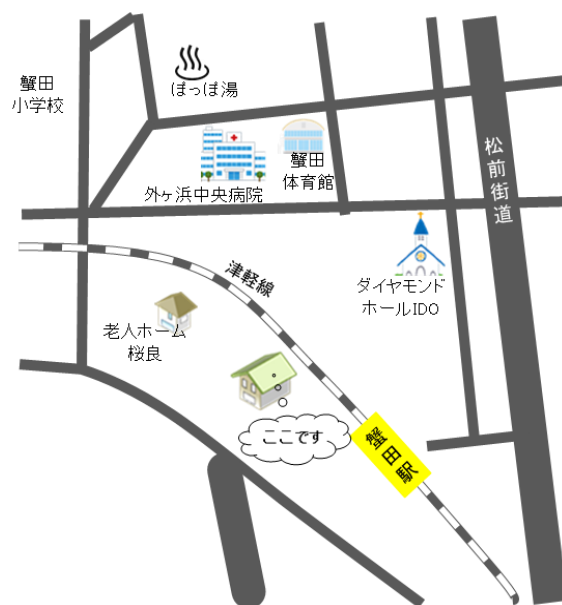 ぽっぽ湯
蟹田
小学校
蟹田
体育館
外ヶ浜中央病院
松前街道
津軽線
ダイヤモンド
ホールIDO
老人ホーム
桜良
ここです
蟹田駅